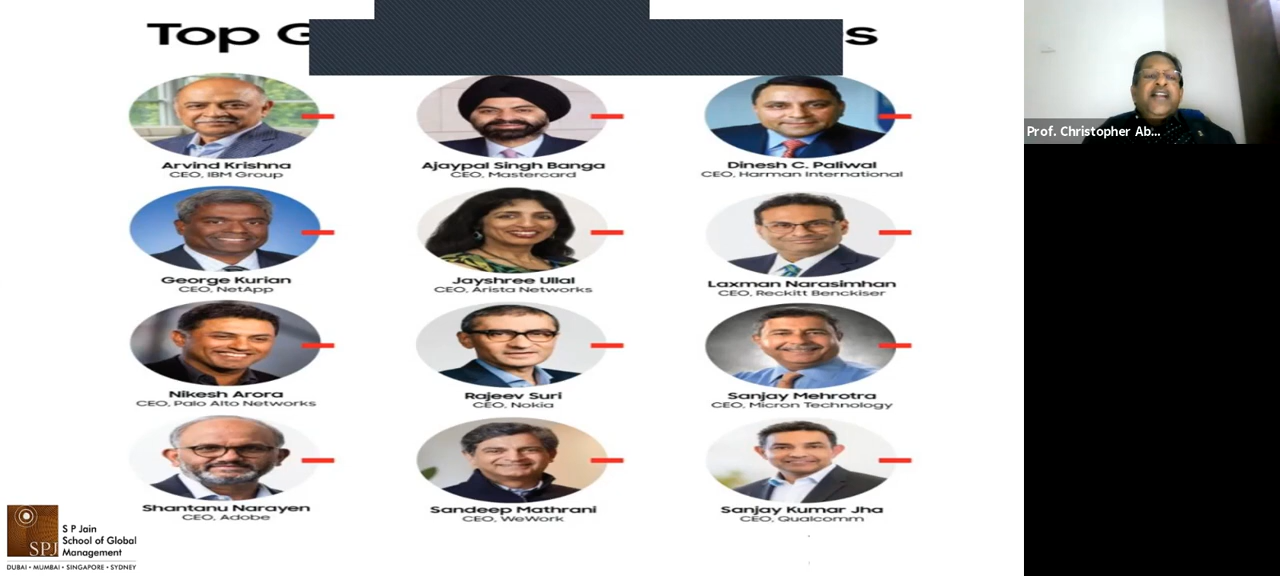 Top
Prof. Christopher Ab...
Arvind Krishna
CEO, IBM Group
Ajaypal Singh Banga
CEO, Mastercard
Dinesh C. Paliwal
CEO, Harman International
George Kurian
CEO, NetApp
Jayshree Ullal
CEO, Arista Networks
Laxman Narasimhan
CEO, Reckitt Benckiser
Nikesh Arora
CEO, Palo Alto Networks
Rajeev Suri
CEO, Nokia
Sanjay Mehrotra
CEO, Micron Technology
Shantanu Narayen
CEO, Adobe
Sandeep Mathrani
CEO, WeWork
Sanjay Kumar Jha
CEO, Qualcomm
SPJ
S P Jain
School of Global
Management
DUBAI • MUMBAI • SINGAPORE • SYDNEY